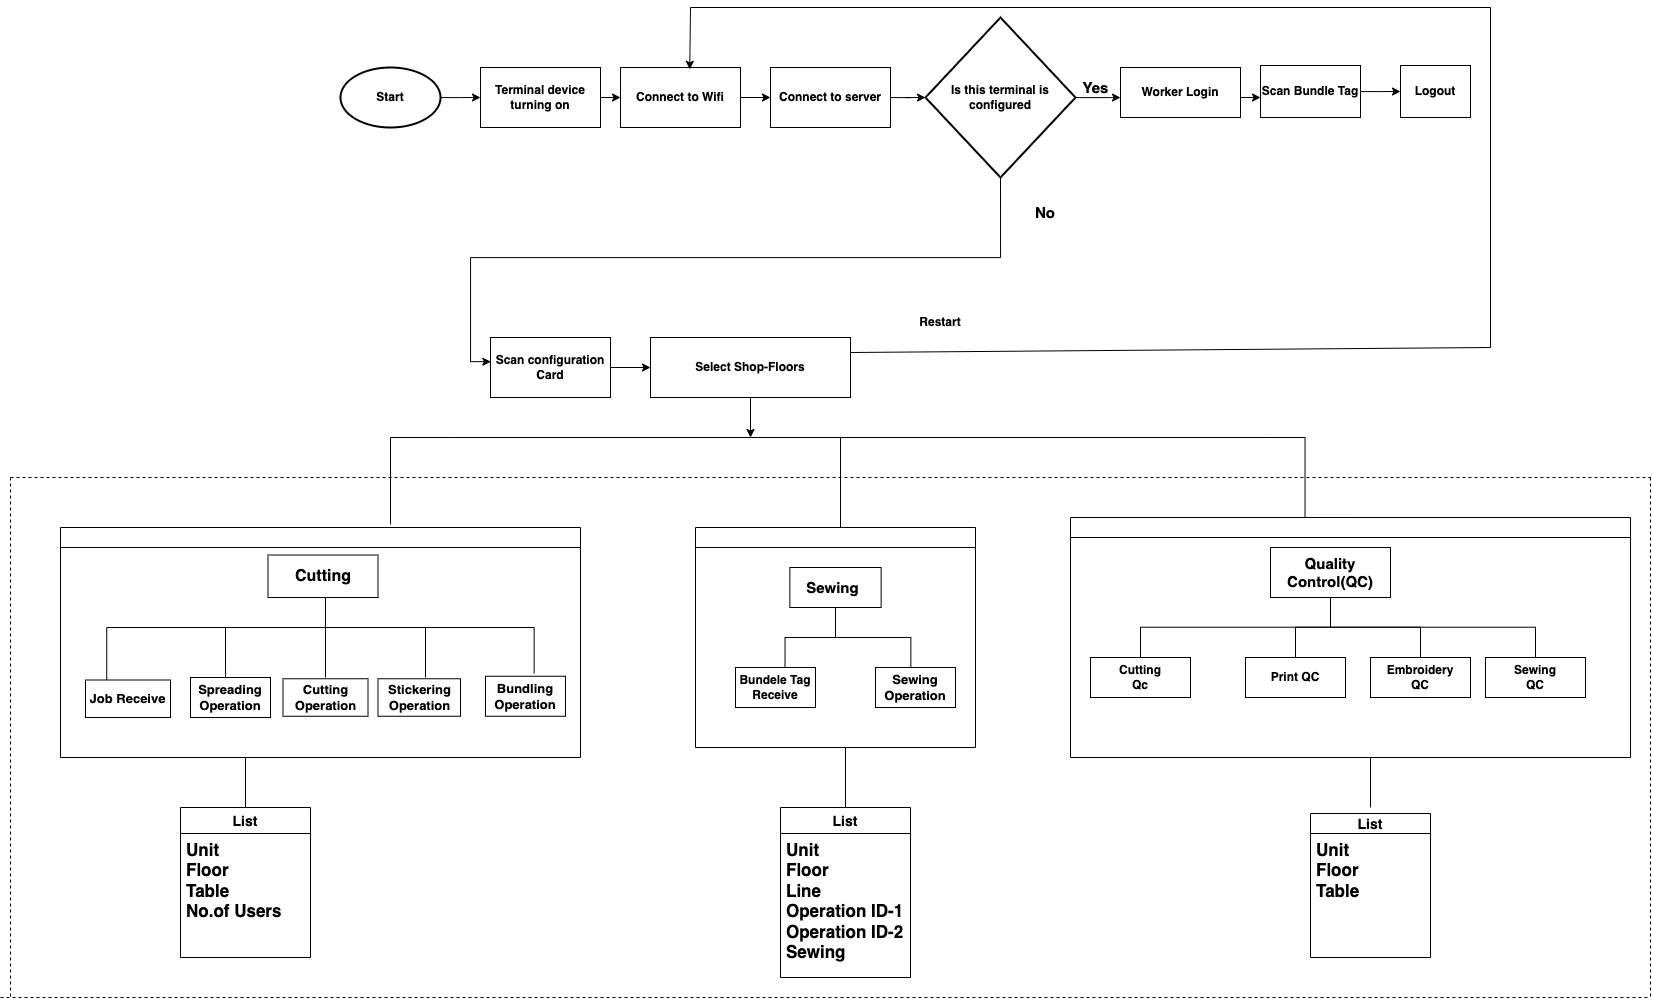 Start
Terminal device
turning on
Connect to Wifi
Connect to server
Is this terminal is
configured
Yes
Worker Login
Scan Bundle Tag
Logout
No
Restart
Scan configuration
Card
Select Shop-Floors
Cutting
Job Receive
Spreading
Operation
Cutting
Operation
Stickering
Operation
Bundling
Operation
List
Unit
Floor
Table
No.of Users
Sewing
Bundele Tag
Receive
Sewing
Operation
List
Unit
Floor
Line
Operation ID-1
Operation ID-2
Sewing
Quality
Control(QC)
Cutting
Qc
Print QC
Embroidery
QC
Sewing
QC
List
Unit
Floor
Table